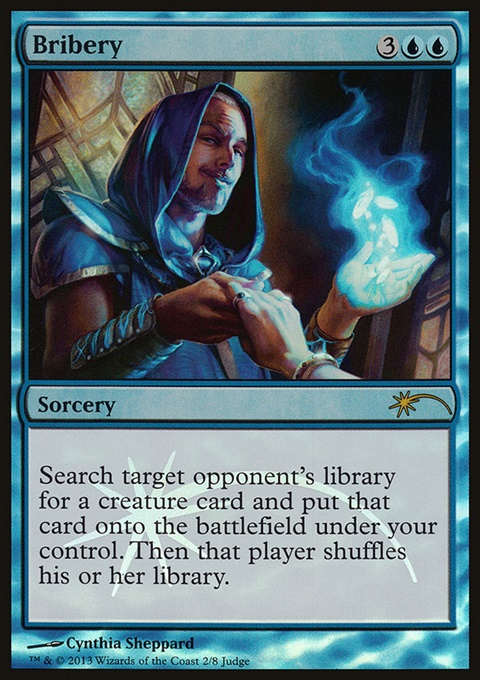 Bribery 3
Sorcery
Search target opponent's library
for a creature card and put that
card onto the battlefield under your
control. Then that player shuffles
his or her library.
Cynthia Sheppard
™ & © 2013 Wizards of the Coast 2/8 Judge